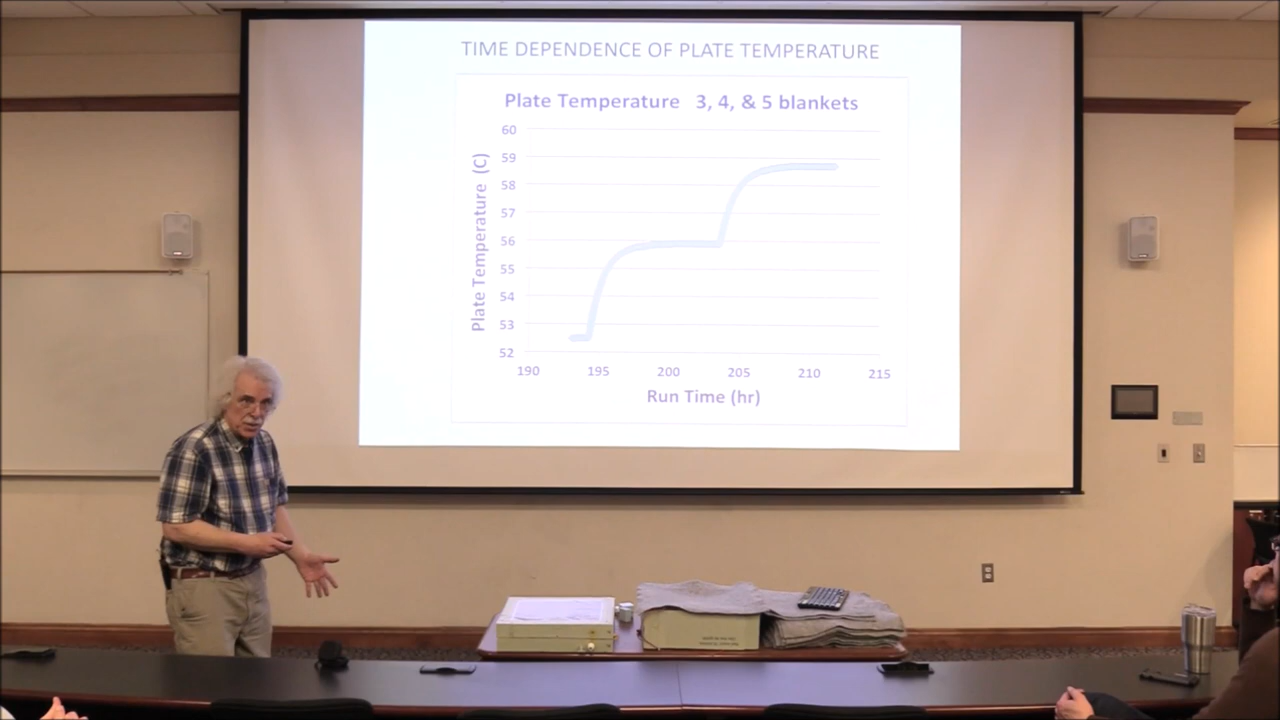 TIME DEPENDENCE OF PLATE TEMPERATURE
Plate Temperature 3, 4, & 5 blankets
60
59
58
57
56
55
54
53
52
Plate Temperature (C)
190 195 200 205 210 215
Run Time (hr)